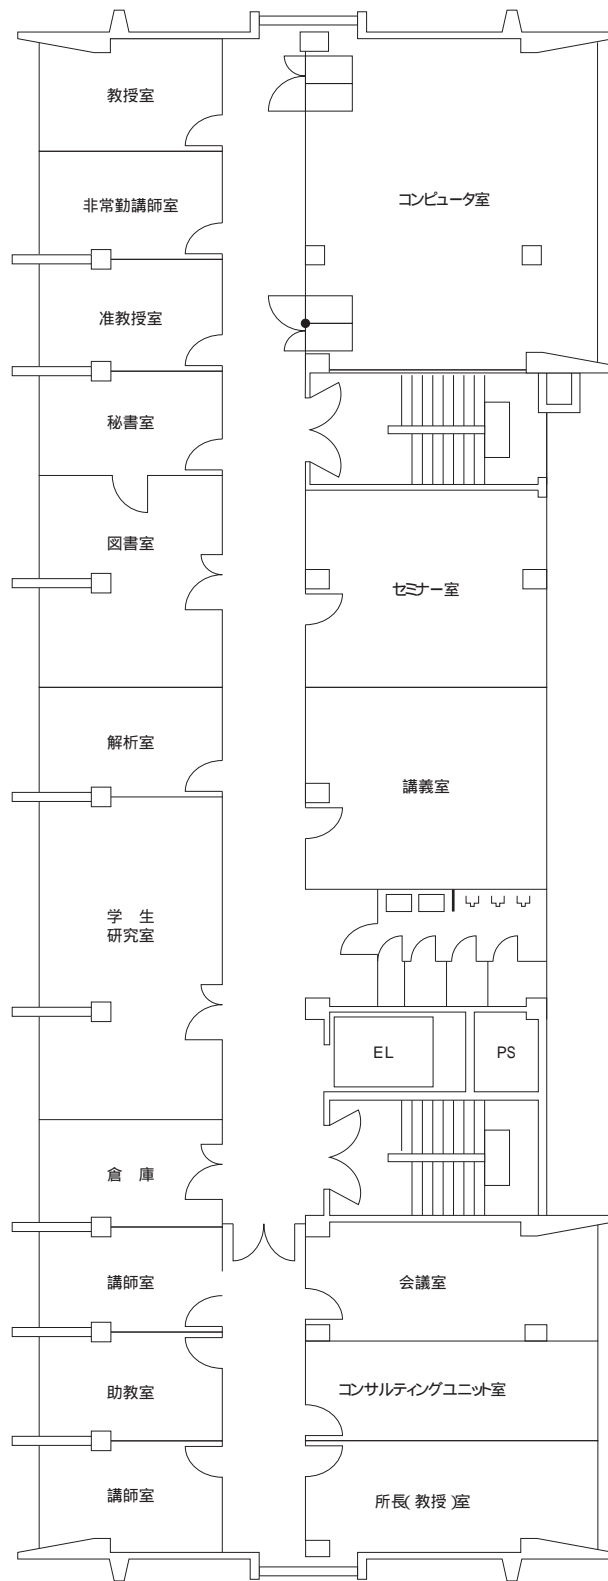 教授室
コンピュータ室
非常勤講師室
准教授室
秘書室
図書室
セミナー室
解析室
講義室
学　生
研究室
EL
PS
倉　庫
講師室
会議室
助教室
コンサルティングユニット室
講師室
所長(教授)室